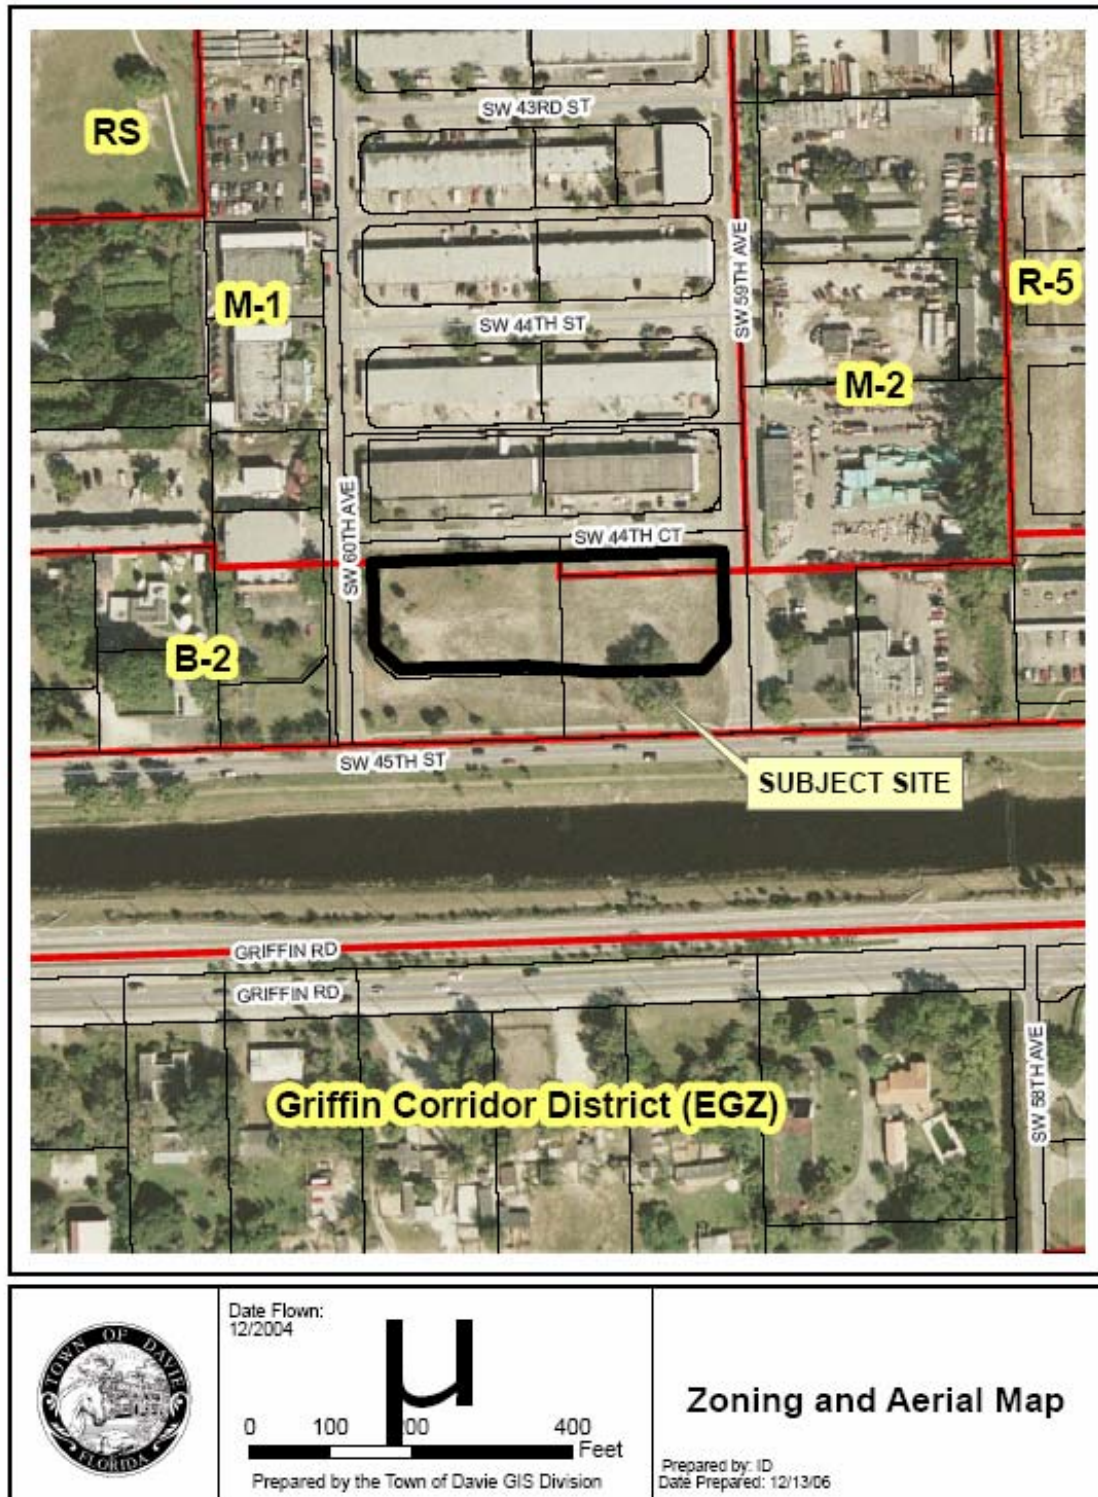 SW 43RD ST
RS
SW 59TH AVE
R-5
M-1
SW 44TH ST
M-2
SW 60TH AVE
SW 44TH CT
B-2
SW 45TH ST
SUBJECT SITE
GRIFFIN RD
GRIFFIN RD
SW 58TH AVE
Griffin Corridor District (EGZ)
TOWN OF DAVIE
FLORIDA
Date Flown:
12/2004
µ
0 100 200 400
Feet
Prepared by the Town of Davie GIS Division
Zoning and Aerial Map
Prepared by: ID
Date Prepared: 12/13/06